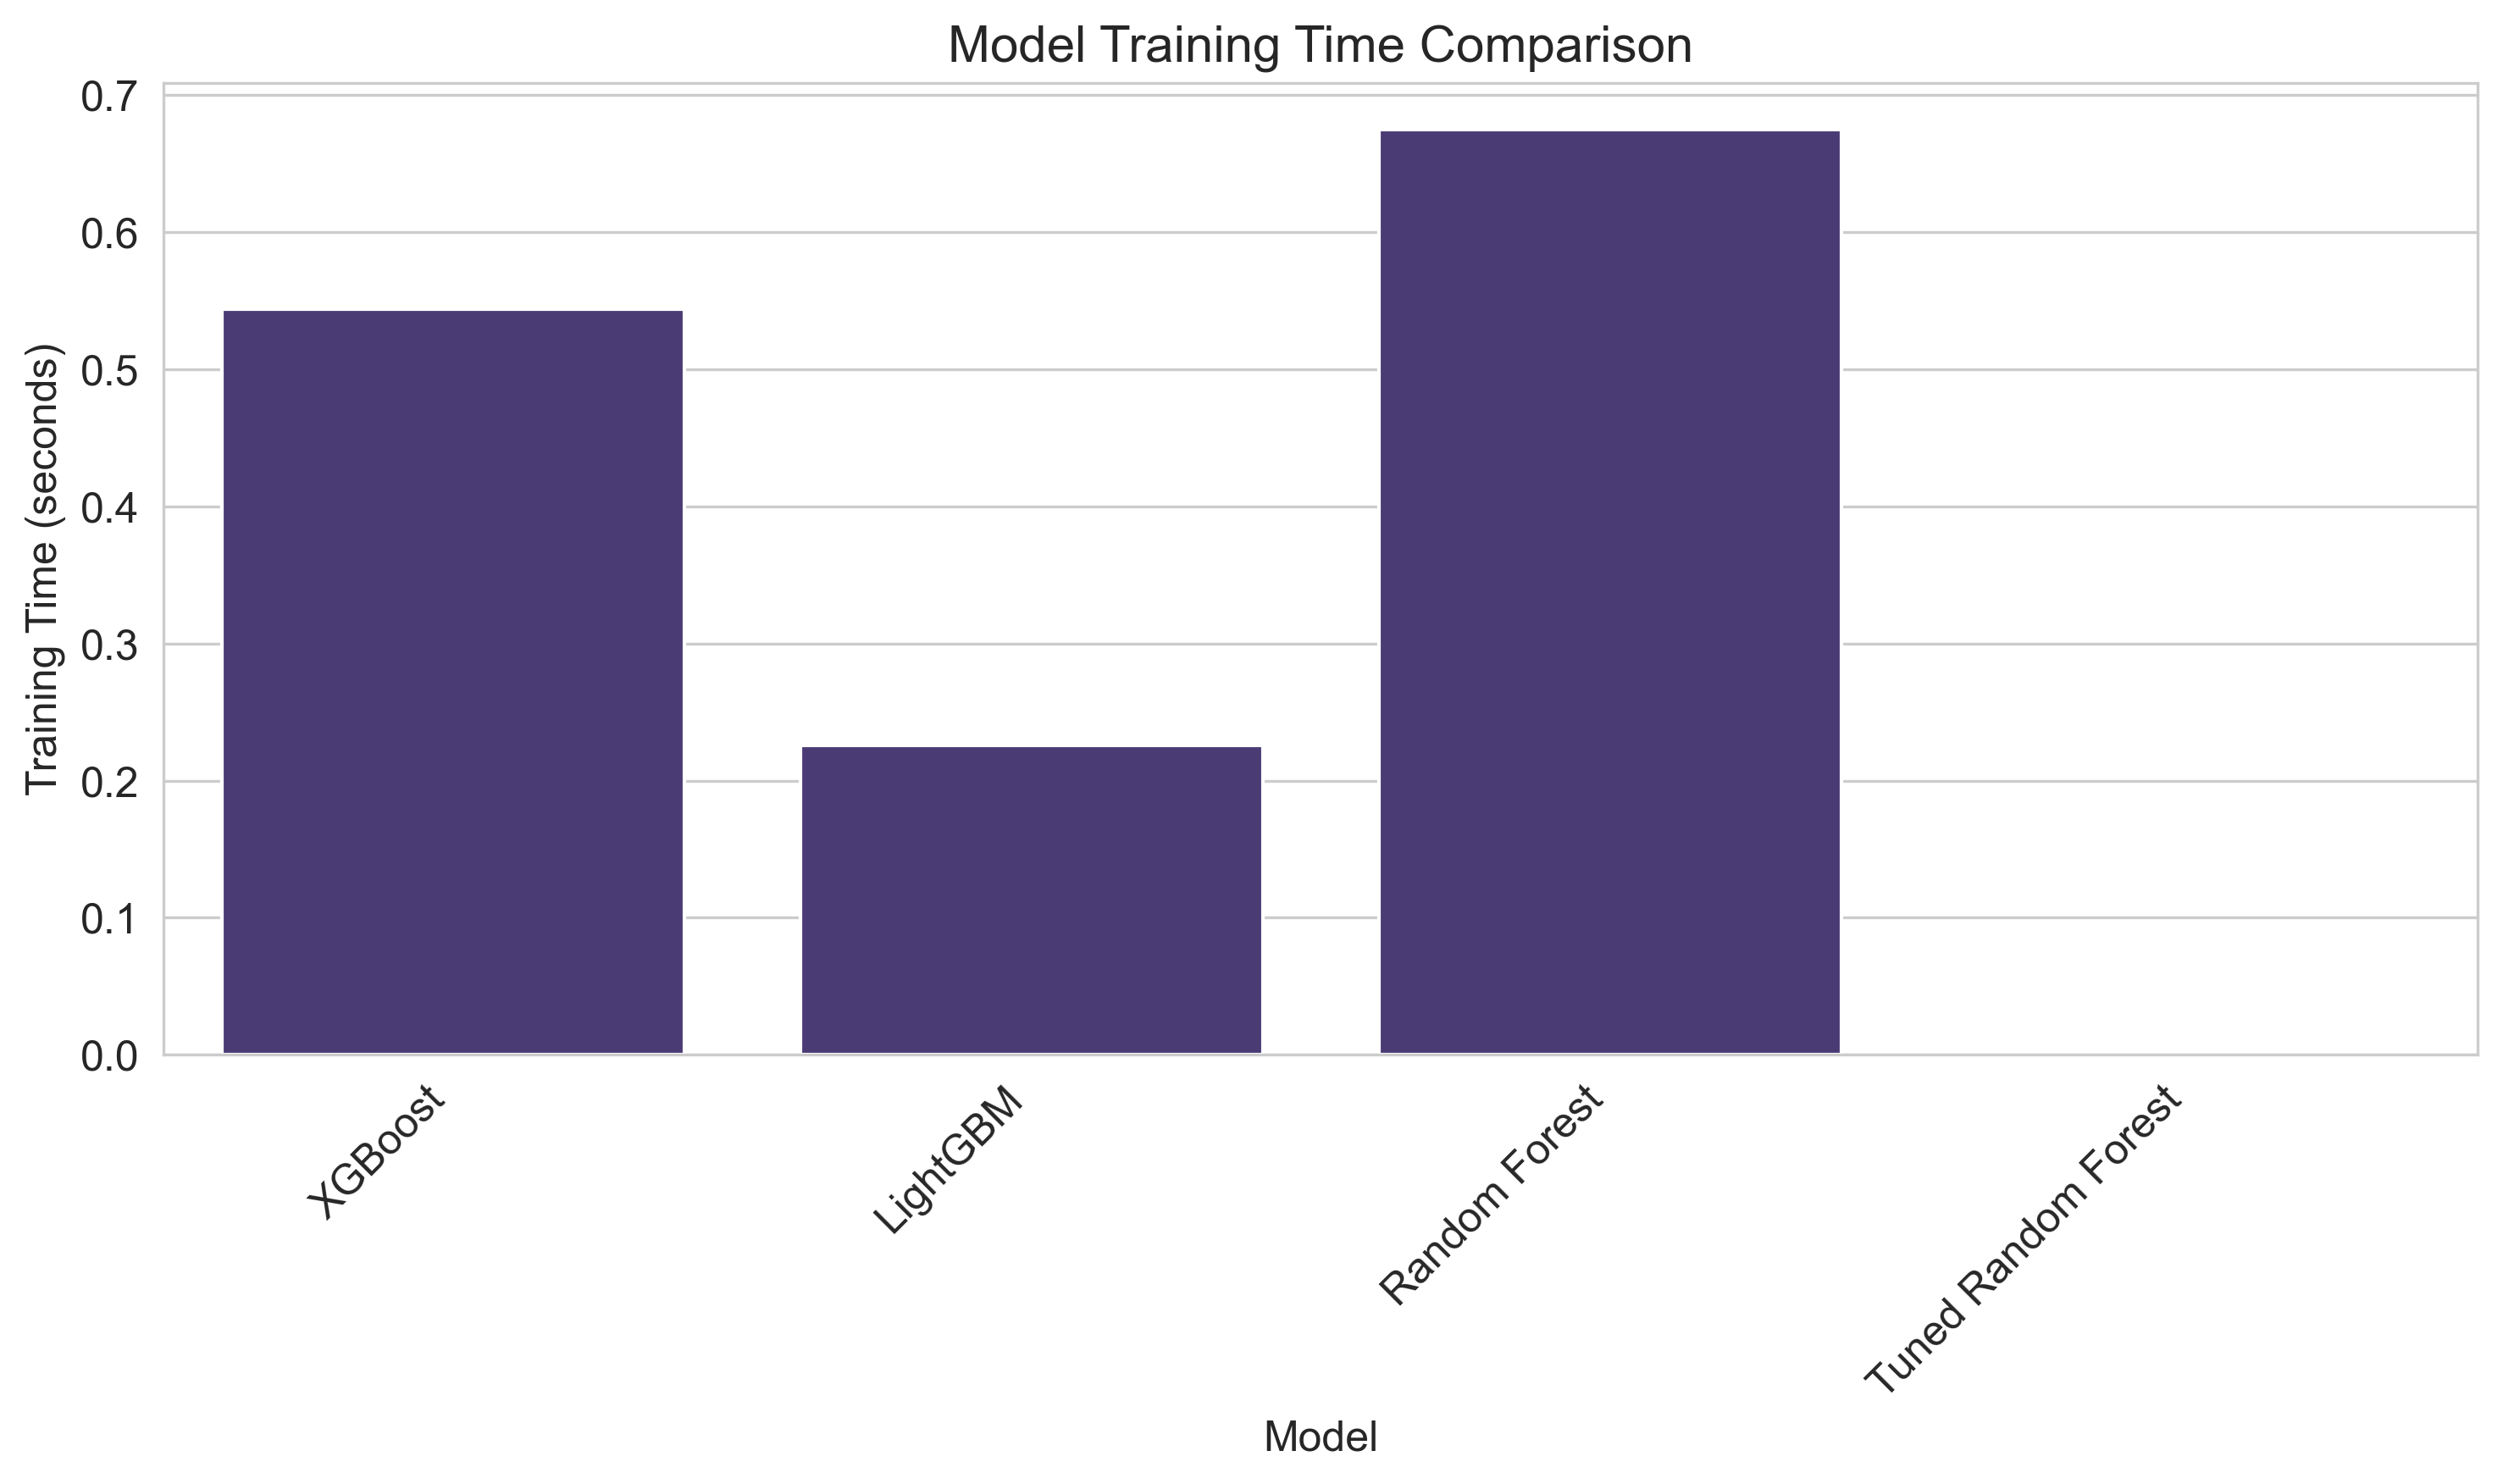 Model Training Time Comparison
Training Time (seconds)
0.7
0.6
0.5
0.4
0.3
0.2
0.1
0.0
XGBoost
LightGBM
Random Forest
Tuned Random Forest
Model